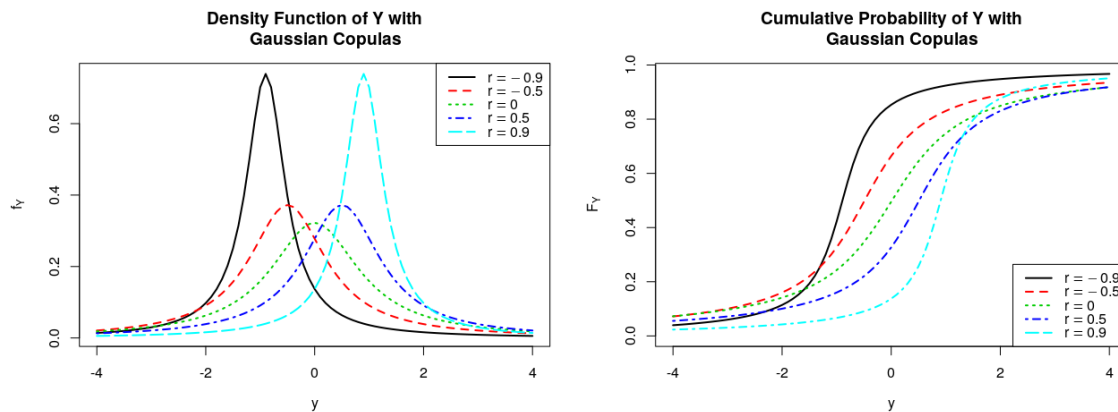 Density Function of Y with
Gaussian Copulas
r = − 0.9
r = − 0.5
r = 0
r = 0.5
r = 0.9
f_Y
0.6
0.4
0.2
0.0
-4 -2 0 2 4
y
Cumulative Probability of Y with
Gaussian Copulas
F_Y
1.0
0.8
0.6
0.4
0.2
0.0
r = − 0.9
r = − 0.5
r = 0
r = 0.5
r = 0.9
-4 -2 0 2 4
y